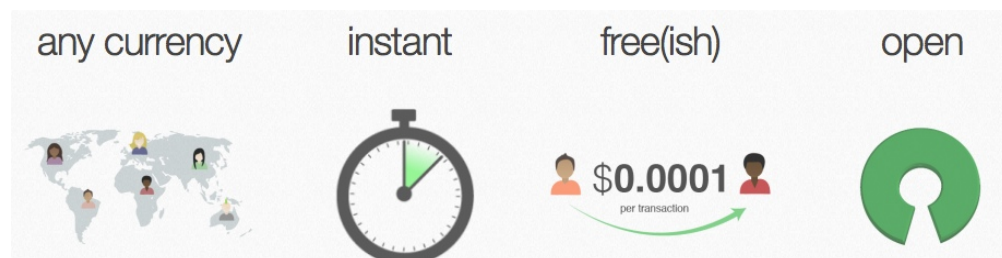 any currency
instant
free(ish)
open
$0.0001
per transaction